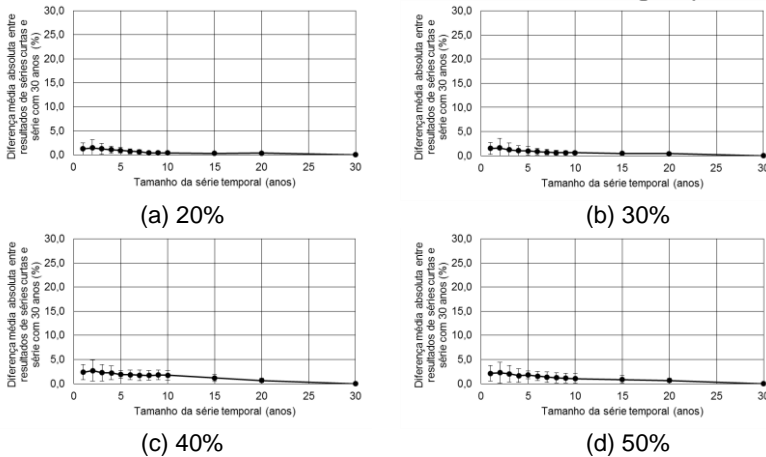 Diferença média absoluta entre
resultados de séries curtas e
série com 30 anos (%)
30,0
25,0
20,0
15,0
10,0
5,0
0,0
0 5 10 15 20 25 30
Tamanho da série temporal (anos)
(a) 20%
Diferença média absoluta entre
resultados de séries curtas e
série com 30 anos (%)
30,0
25,0
20,0
15,0
10,0
5,0
0,0
0 5 10 15 20 25 30
Tamanho da série temporal (anos)
(b) 30%
Diferença média absoluta entre
resultados de séries curtas e
série com 30 anos (%)
30,0
25,0
20,0
15,0
10,0
5,0
0,0
0 5 10 15 20 25 30
Tamanho da série temporal (anos)
(c) 40%
Diferença média absoluta entre
resultados de séries curtas e
série com 30 anos (%)
30,0
25,0
20,0
15,0
10,0
5,0
0,0
0 5 10 15 20 25 30
Tamanho da série temporal (anos)
(d) 50%